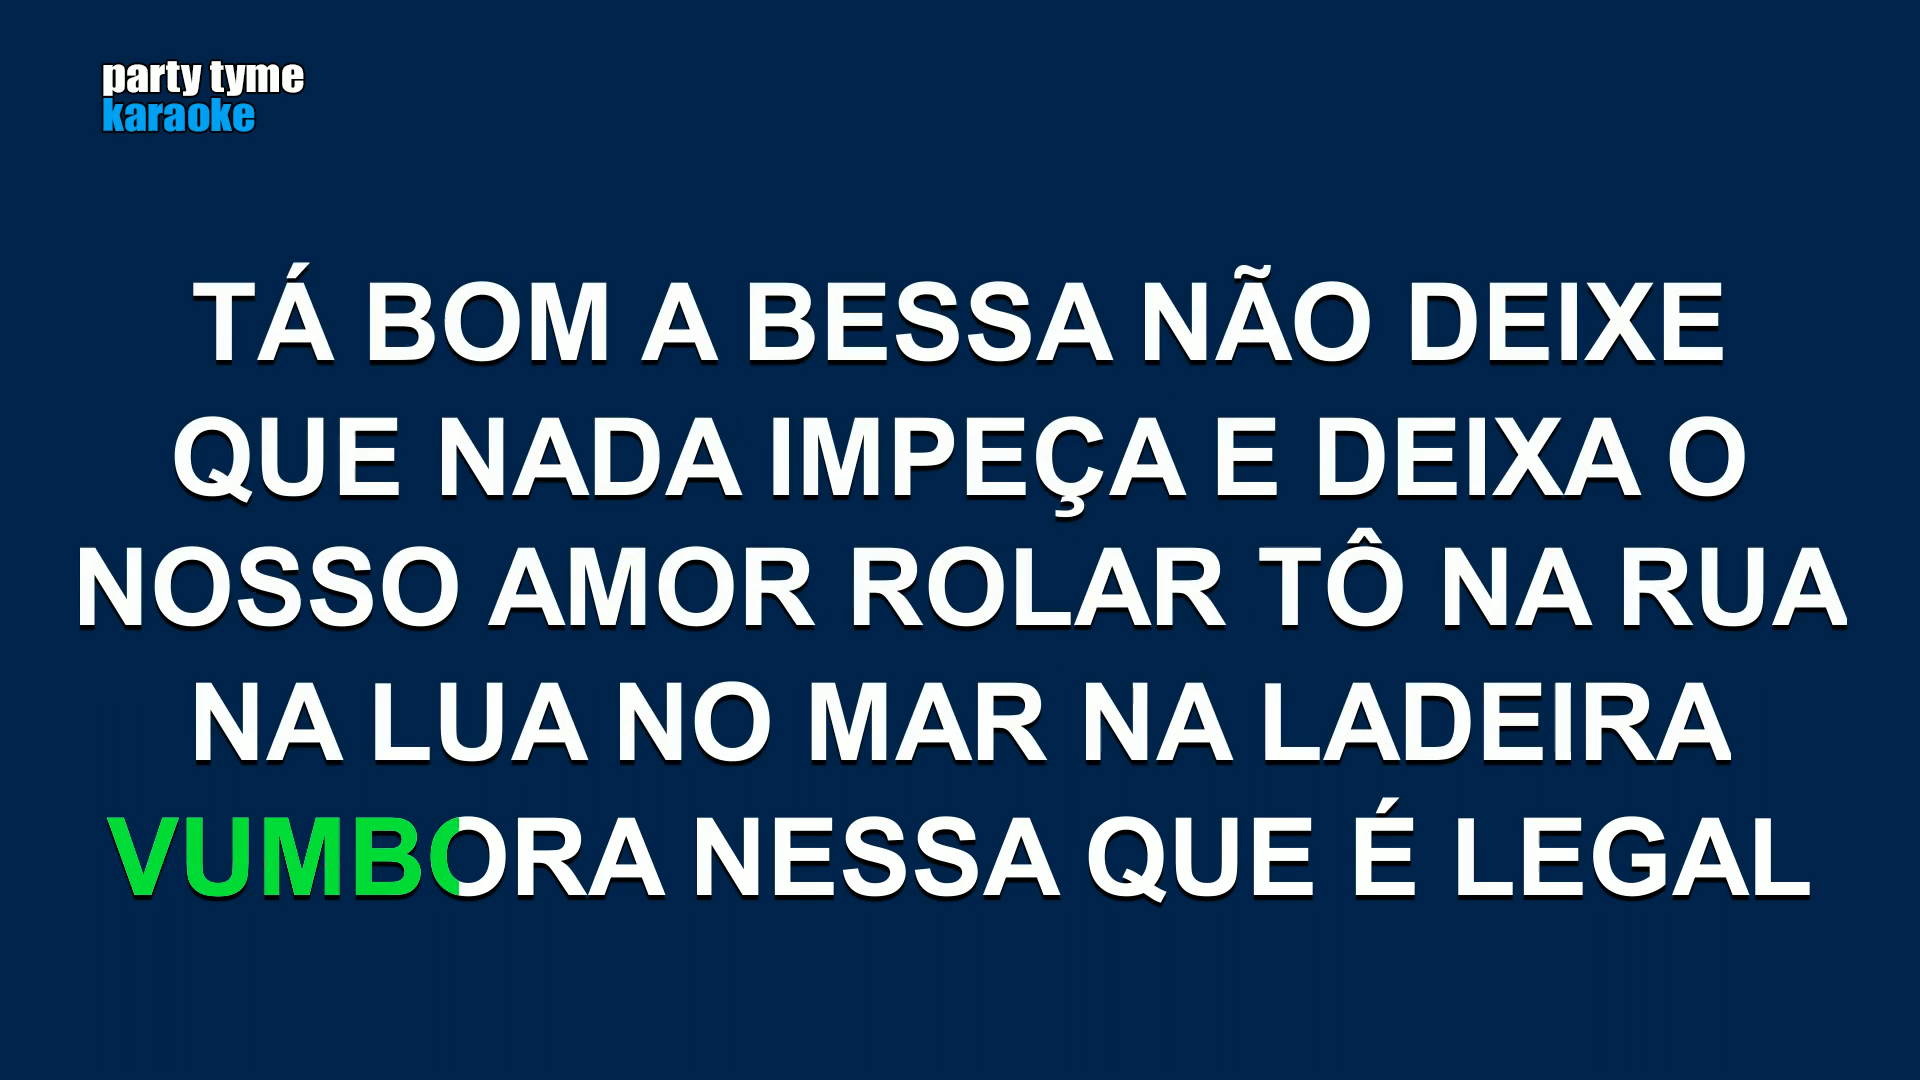 party tyme
karaoke
TÁ BOM A BESSA NÃO DEIXE
QUE NADA IMPEÇA E DEIXA O
NOSSO AMOR ROLAR TÔ NA RUA
NA LUA NO MAR NA LADEIRA
VUMBORA NESSA QUE É LEGAL